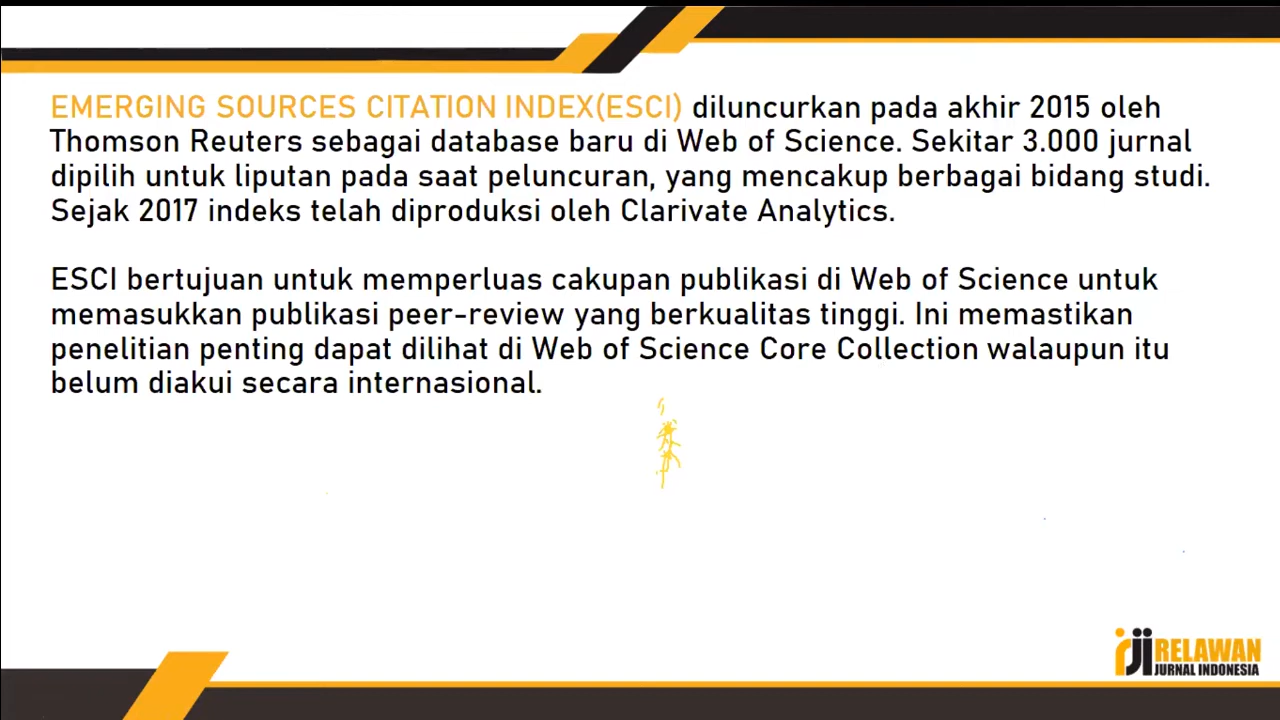 EMERGING SOURCES CITATION INDEX(ESCI) diluncurkan pada akhir 2015 oleh
Thomson Reuters sebagai database baru di Web of Science. Sekitar 3.000 jurnal
dipilih untuk liputan pada saat peluncuran, yang mencakup berbagai bidang studi.
Sejak 2017 indeks telah diproduksi oleh Clarivate Analytics.
ESCI bertujuan untuk memperluas cakupan publikasi di Web of Science untuk
memasukkan publikasi peer-review yang berkualitas tinggi. Ini memastikan
penelitian penting dapat dilihat di Web of Science Core Collection walaupun itu
belum diakui secara internasional.
rji RELAWAN
JURNAL INDONESIA